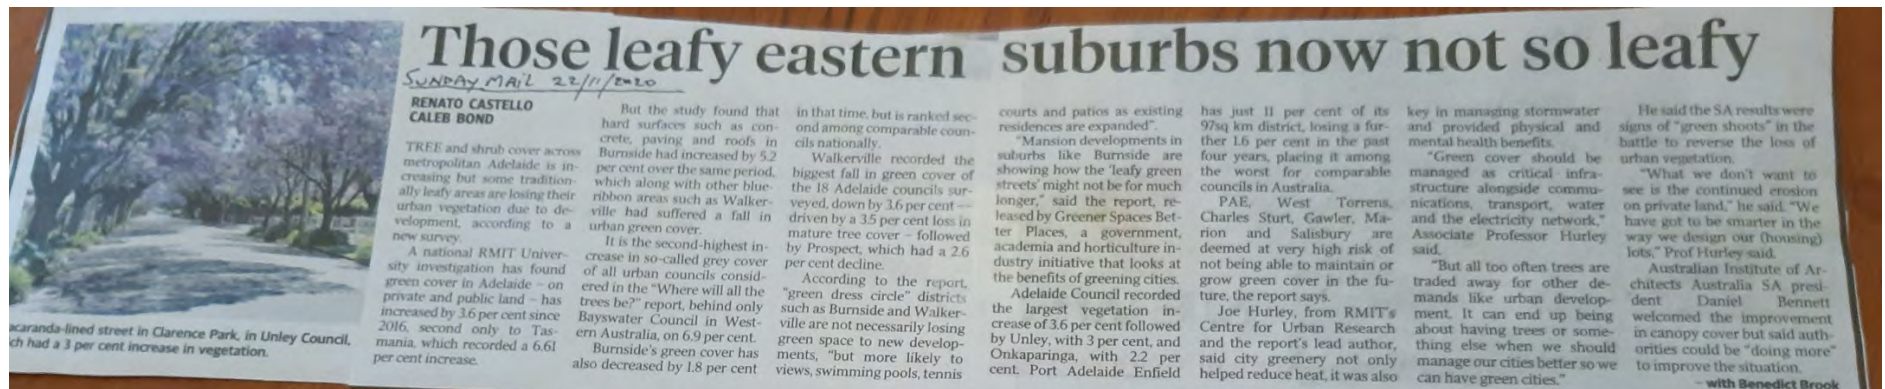 Those leafy eastern suburbs now not so leafy
SUNDAY MAIL 22/11/2020
RENATO CASTELLO
CALEB BOND
TREE and shrub cover across
metropolitan Adelaide is in-
creasing but some tradition-
ally leafy areas are losing their
urban vegetation due to de-
velopment, according to a
new survey.
A national RMIT Univer-
sity investigation has found
green cover in Adelaide – on
private and public land – has
increased by 3.6 per cent since
2016, second only to Tas-
mania, which recorded a 6.61
per cent increase.
But the study found that
hard surfaces such as con-
crete, paving and roofs in
Burnside had increased by 5.2
per cent over the same period,
which along with other blue-
ribbon areas such as Walker-
ville had suffered a fall in
urban green cover.
It is the second-highest in-
crease in so-called grey cover
of all urban councils consid-
ered in the "Where will all the
trees be?" report, behind only
Bayswater Council in West-
ern Australia, on 6.9 per cent.
Burnside's green cover has
also decreased by 1.8 per cent
in that time, but is ranked sec-
ond among comparable coun-
cils nationally.
Walkerville recorded the
biggest fall in green cover of
the 18 Adelaide councils sur-
veyed, down by 3.6 per cent —
driven by a 3.5 per cent loss in
mature tree cover – followed
by Prospect, which had a 2.6
per cent decline.
According to the report,
"green dress circle" districts
such as Burnside and Walker-
ville are not necessarily losing
green space to new develop-
ments, "but more likely to
views, swimming pools, tennis
courts and patios as existing
residences are expanded".
"Mansion developments in
suburbs like Burnside are
showing how the 'leafy green
streets' might not be for much
longer," said the report, re-
leased by Greener Spaces Bet-
ter Places, a government,
academia and horticulture in-
dustry initiative that looks at
the benefits of greening cities.
Adelaide Council recorded
the largest vegetation in-
crease of 3.6 per cent followed
by Unley, with 3 per cent, and
Onkaparinga, with 2.2 per
cent. Port Adelaide Enfield
has just 11 per cent of its
97sq km district, losing a fur-
ther 1.6 per cent in the past
four years, placing it among
the worst for comparable
councils in Australia.
PAE, West Torrens,
Charles Sturt, Gawler, Ma-
rion and Salisbury are
deemed at very high risk of
not being able to maintain or
grow green cover in the fu-
ture, the report says.
Joe Hurley, from RMIT's
Centre for Urban Research
and the report's lead author,
said city greenery not only
helped reduce heat, it was also
key in managing stormwater
and provided physical and
mental health benefits.
"Green cover should be
managed as critical infra-
structure alongside commu-
nications, transport, water
and the electricity network,"
Associate Professor Hurley
said.
"But all too often trees are
traded away for other de-
mands like urban develop-
ment. It can end up being
about having trees or some-
thing else when we should
manage our cities better so we
can have green cities."
He said the SA results were
signs of "green shoots" in the
battle to reverse the loss of
urban vegetation.
"What we don't want to
see is the continued erosion
on private land," he said. "We
have got to be smarter in the
way we design our (housing)
lots," Prof Hurley said.
Australian Institute of Ar-
chitects Australia SA presi-
dent Daniel Bennett
welcomed the improvement
in canopy cover but said auth-
orities could be "doing more"
to improve the situation.
– with Benedict Brook
acaranda-lined street in Clarence Park, in Unley Council,
ch had a 3 per cent increase in vegetation.